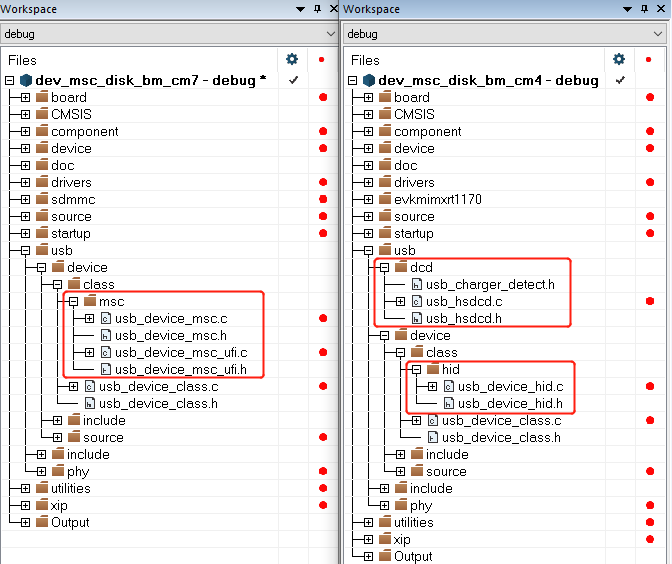 Workspace
debug
Files
dev_msc_disk_bm_cm7 - debug *
board
CMSIS
component
device
doc
drivers
sdmmc
source
startup
usb
device
class
msc
usb_device_msc.c
usb_device_msc.h
usb_device_msc_ufi.c
usb_device_msc_ufi.h
usb_device_class.c
usb_device_class.h
include
source
include
phy
utilities
xip
Output
Workspace
debug
Files
dev_msc_disk_bm_cm4 - debug
board
CMSIS
component
device
doc
drivers
evkmimxrt1170
source
startup
usb
dcd
usb_charger_detect.h
usb_hsdcd.c
usb_hsdcd.h
device
class
hid
usb_device_hid.c
usb_device_hid.h
usb_device_class.c
usb_device_class.h
include
source
include
phy
utilities
xip
Output